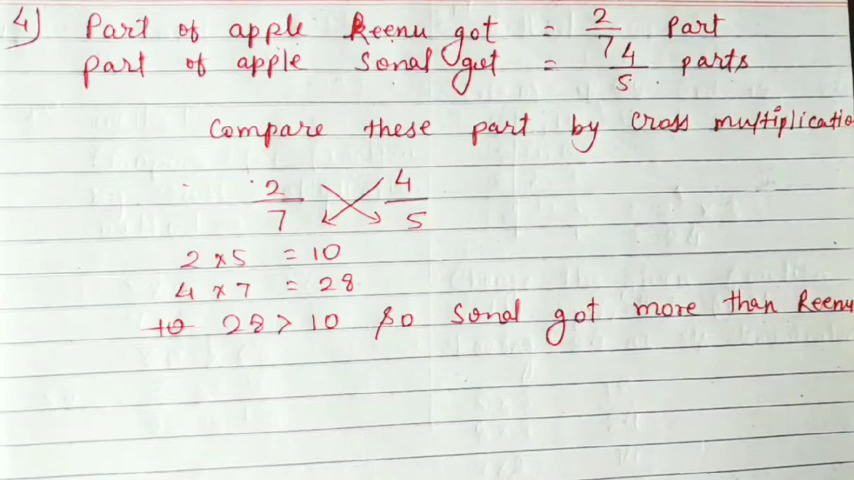 4) Part of apple Reenu got = 2/7 Part
part of apple Sonal got = 4/5 parts
Compare these part by cross multiplicatio
2/7 4/5
2 × 5 = 10
4 × 7 = 28
10 28 > 10 So Sonal got more than Reenu